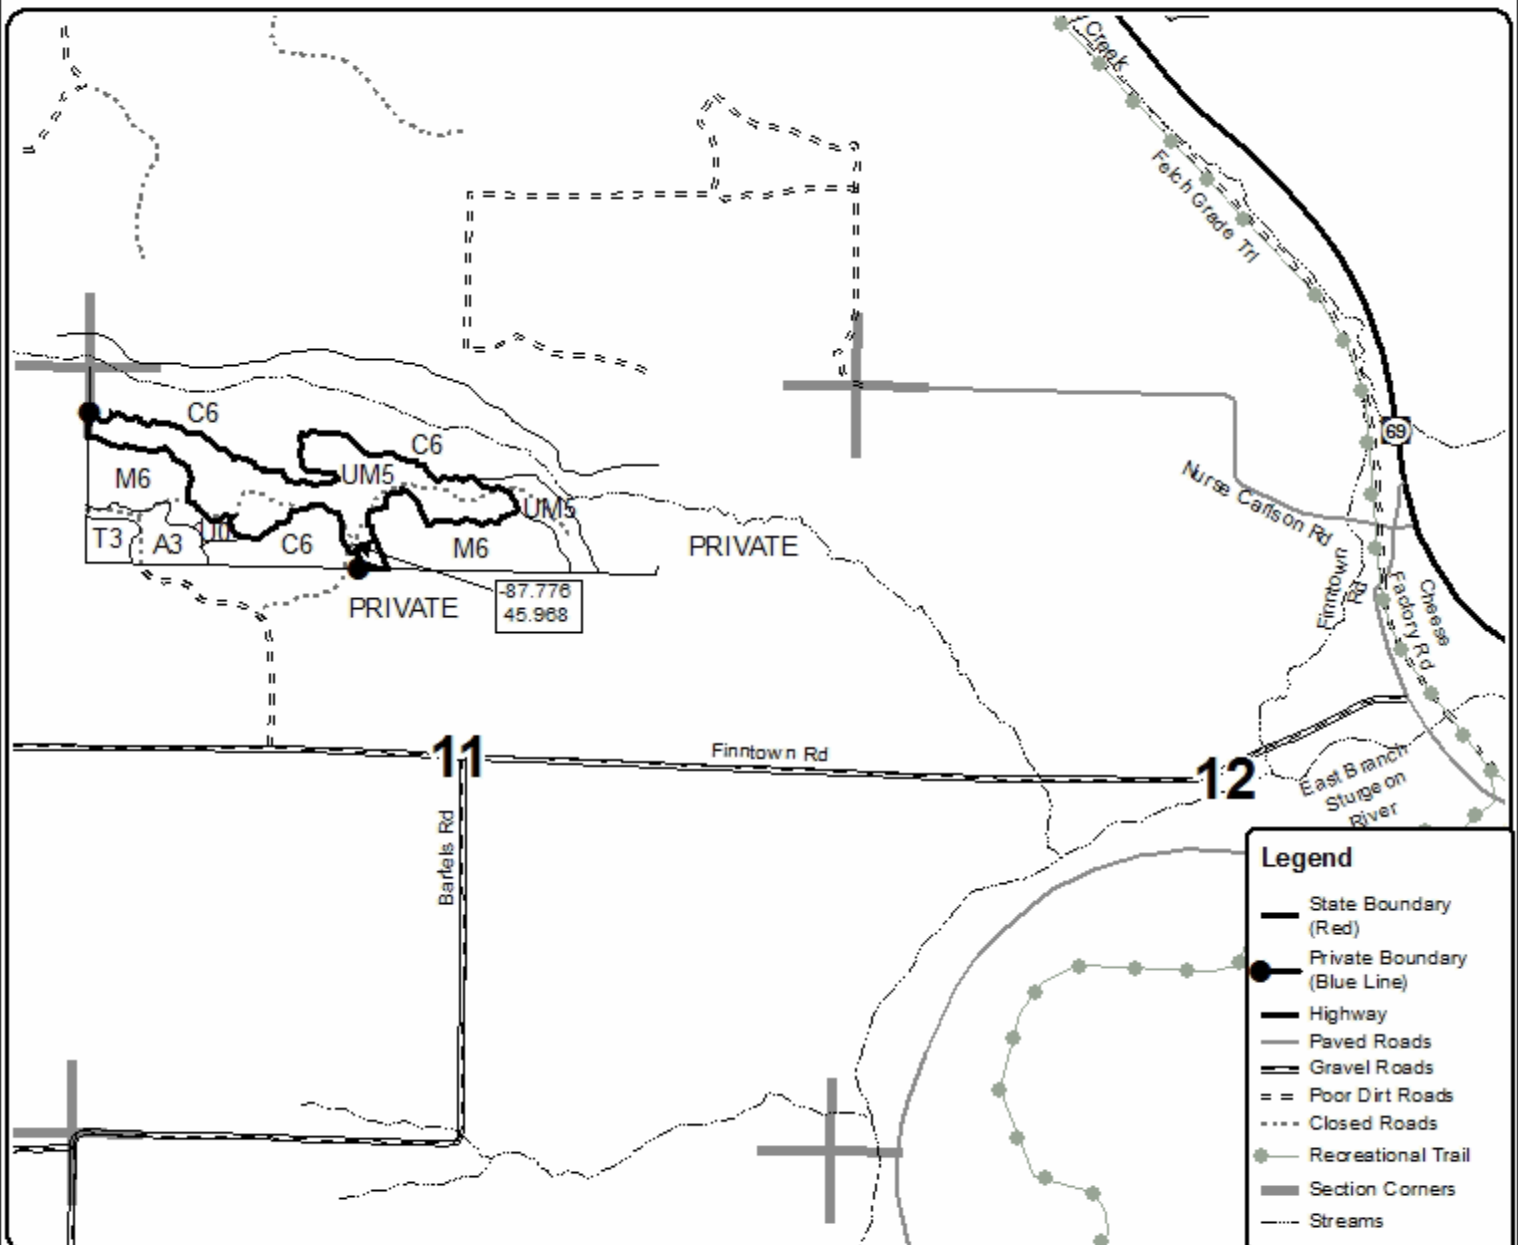 Creek
Felch Grade Trl
C6
69
C6
M6
UM5
Nurse Carlson Rd
UM5
T3
A3
C6
M6
PRIVATE
-87.776
45.968
PRIVATE
Finntown
Rd
Cheese
Factory Rd
11
Finntown Rd
12
East Branch
Sturgeon
River
Bartels Rd
Legend
State Boundary
(Red)
Private Boundary
(Blue Line)
Highway
Paved Roads
Gravel Roads
Poor Dirt Roads
Closed Roads
Recreational Trail
Section Corners
Streams